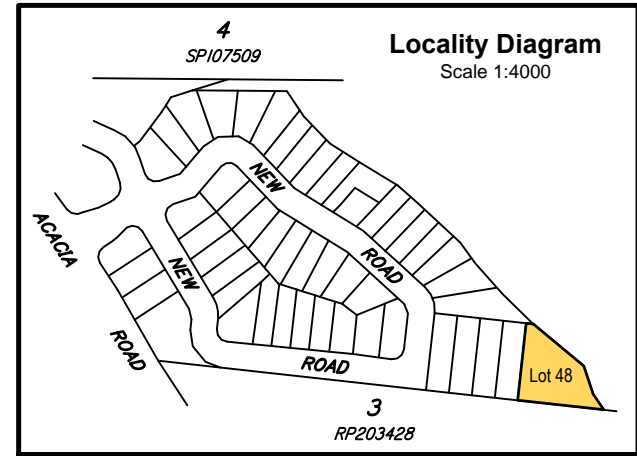 4
SP107509
Locality Diagram
Scale 1:4000
NEW
ROAD
ACACIA
ROAD
NEW
ROAD
Lot 48
3
RP203428